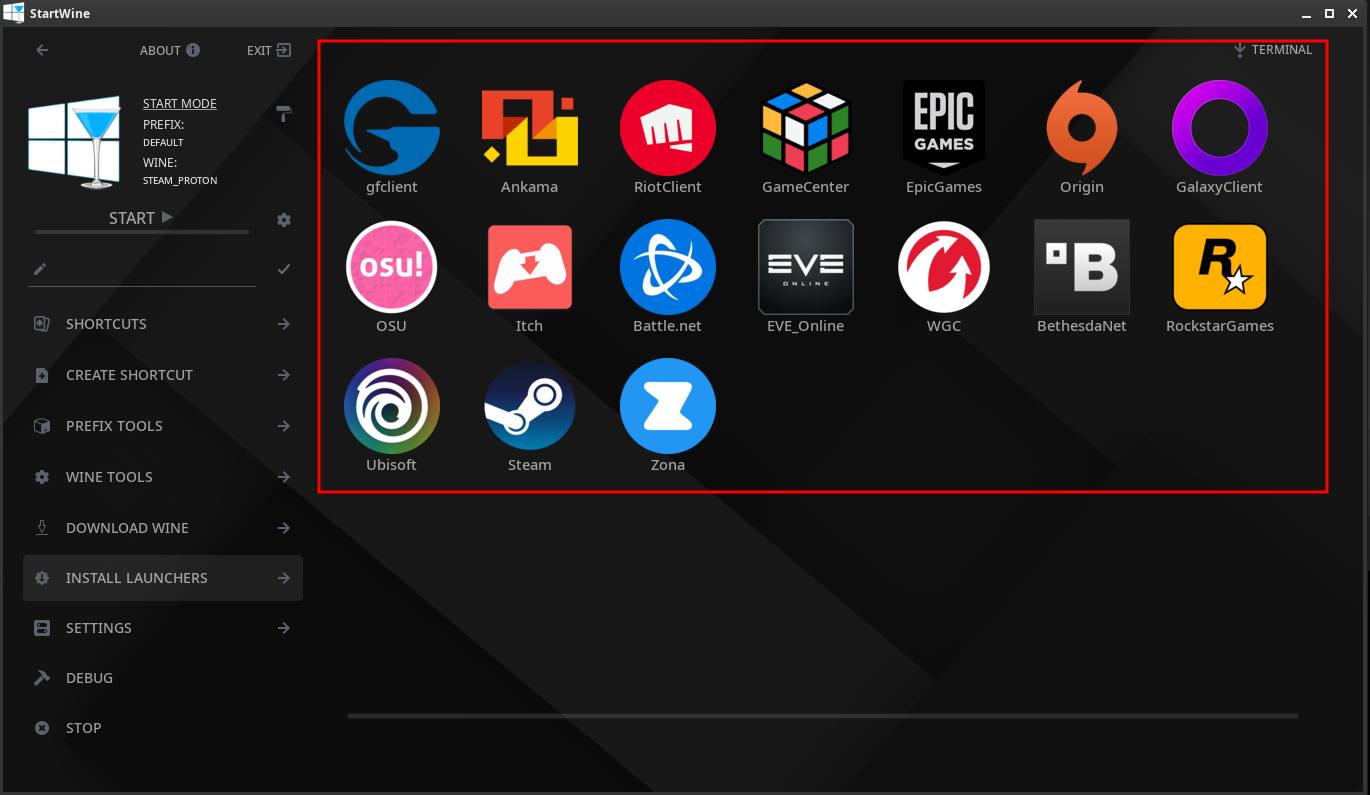 StartWine
ABOUT
EXIT
TERMINAL
START MODE
PREFIX:
DEFAULT
WINE:
STEAM_PROTON
START
SHORTCUTS
CREATE SHORTCUT
PREFIX TOOLS
WINE TOOLS
DOWNLOAD WINE
INSTALL LAUNCHERS
SETTINGS
DEBUG
STOP
EPIC
GAMES
gfclient Ankama RiotClient GameCenter EpicGames Origin GalaxyClient
osu!
EVE
ONLINE
B
R
OSU Itch Battle.net EVE_Online WGC BethesdaNet RockstarGames
Ubisoft Steam Zona